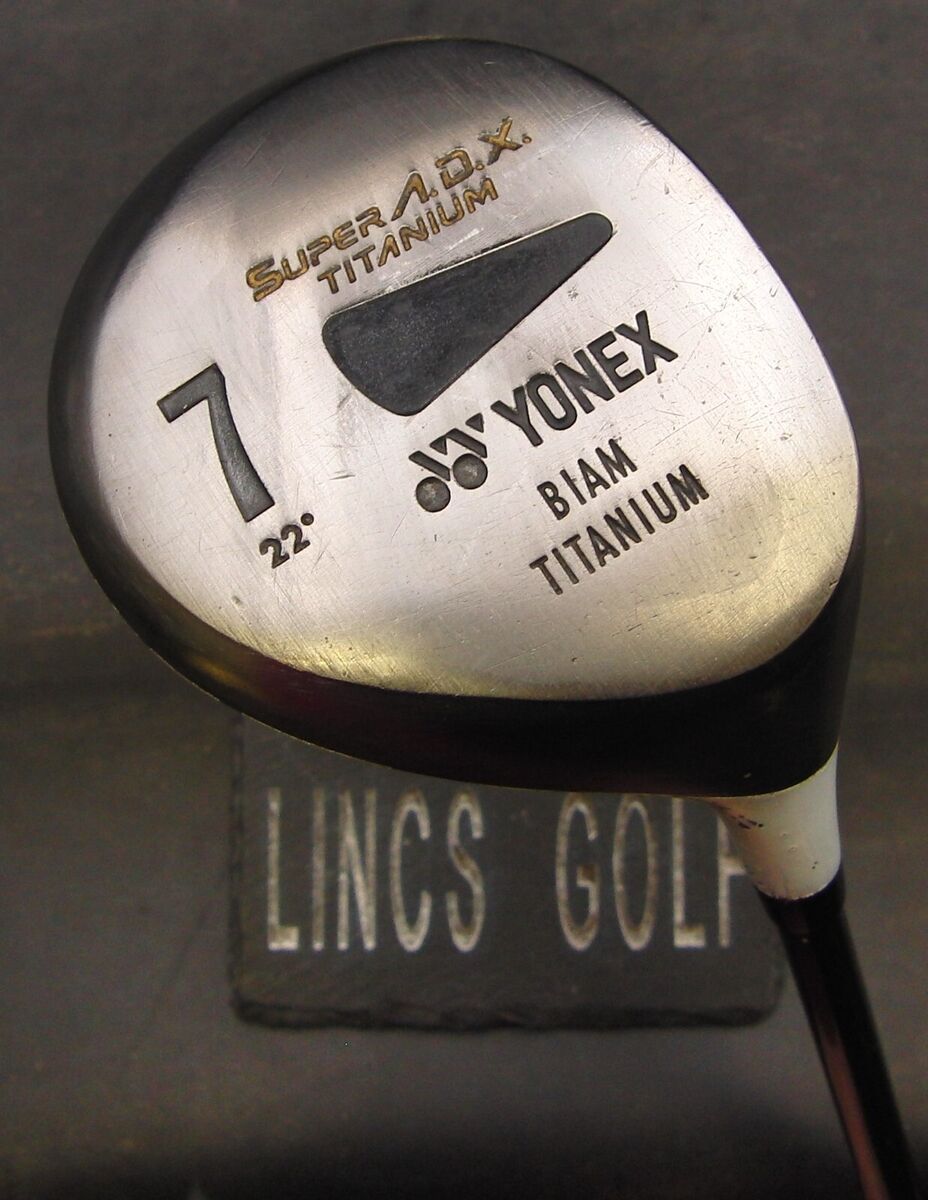 SUPER A.D.X.
TITANIUM
7
22°
YONEX
BIAM
TITANIUM
LINCS GOLF